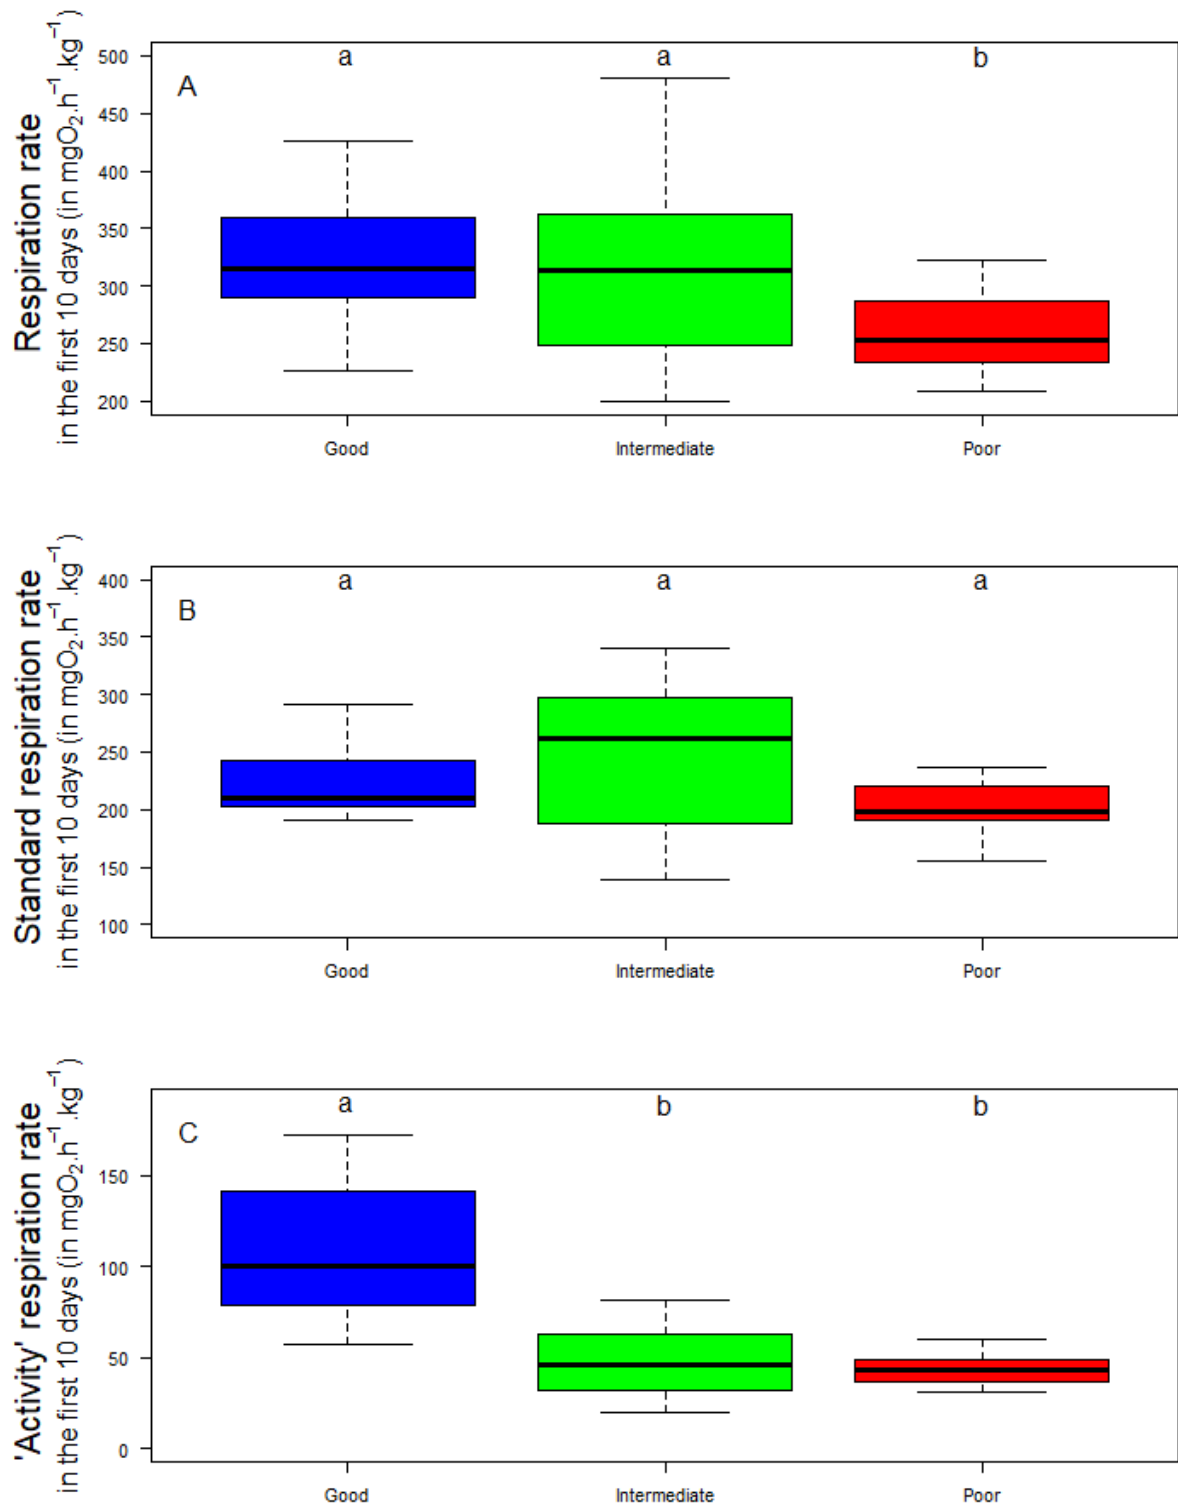 Respiration rate
in the first 10 days (in mgO₂.h⁻¹.kg⁻¹)
a a b
A
500
450
400
350
300
250
200
Good Intermediate Poor
Standard respiration rate
in the first 10 days (in mgO₂.h⁻¹.kg⁻¹)
a a a
B
400
350
300
250
200
150
100
Good Intermediate Poor
'Activity' respiration rate
in the first 10 days (in mgO₂.h⁻¹.kg⁻¹)
a b b
C
150
100
50
0
Good Intermediate Poor